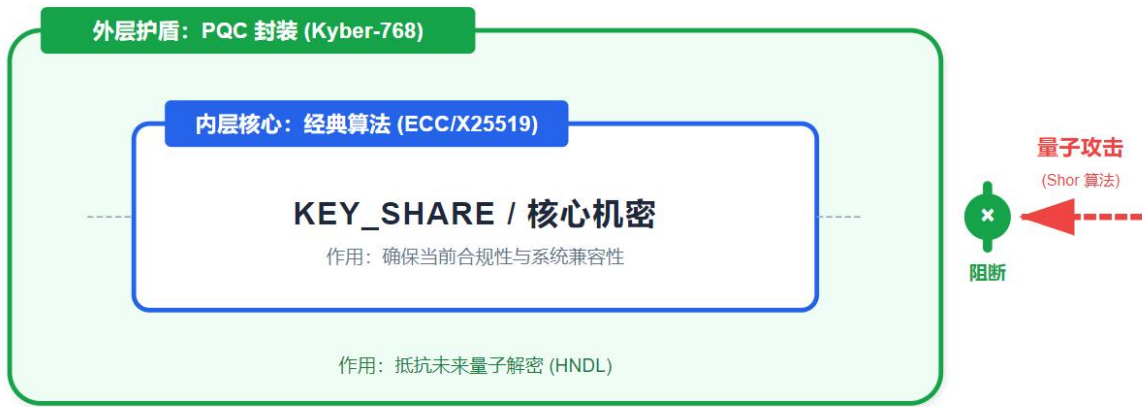 外层护盾：PQC 封装 (Kyber-768)
内层核心：经典算法 (ECC/X25519)
KEY_SHARE / 核心机密
作用：确保当前合规性与系统兼容性
作用：抵抗未来量子解密 (HNDL)
量子攻击
(Shor 算法)
×
阻断